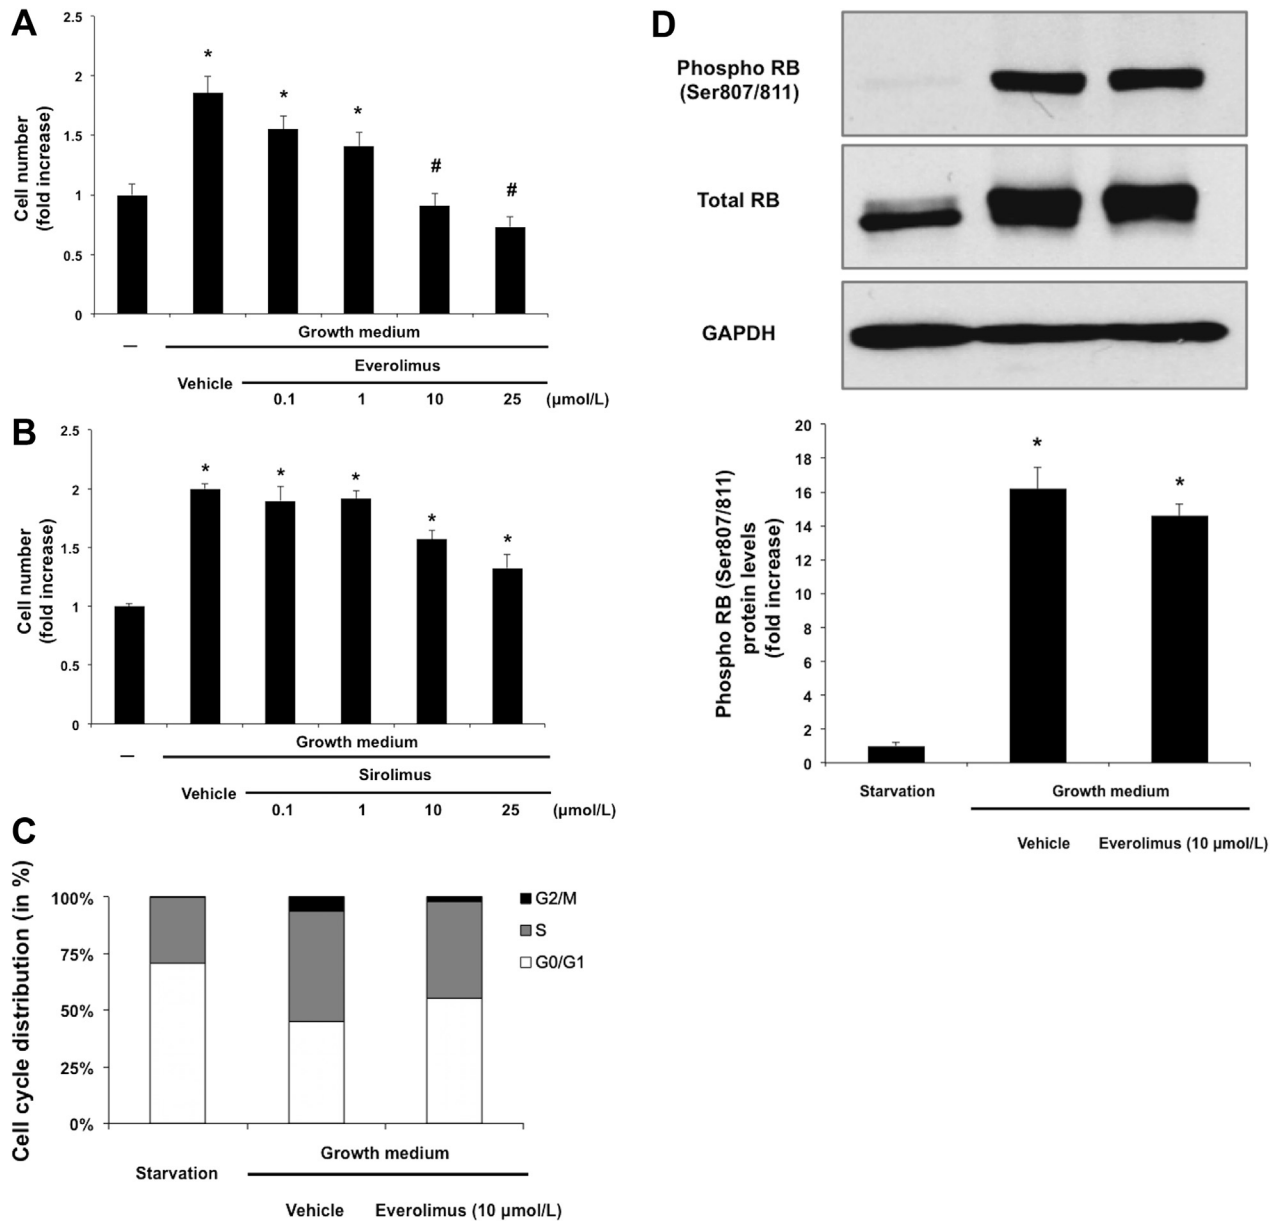 A
2.5
2
1.5
1
0.5
0
Cell number
(fold increase)
*
*
*
*
#
#
Growth medium
–
Everolimus
Vehicle
0.1 1 10 25 (µmol/L)
B
2.5
2
1.5
1
0.5
0
Cell number
(fold increase)
*
*
*
*
*
Growth medium
–
Sirolimus
Vehicle
0.1 1 10 25 (µmol/L)
C
Cell cycle distribution (in %)
100%
75%
50%
25%
0%
G2/M
S
G0/G1
Growth medium
Starvation
Vehicle Everolimus (10 µmol/L)
D
Phospho RB
(Ser807/811)
Total RB
GAPDH
Phospho RB (Ser807/811)
protein levels
(fold increase)
20
18
16
14
12
10
8
6
4
2
0
*
*
Starvation Growth medium
Vehicle Everolimus (10 µmol/L)